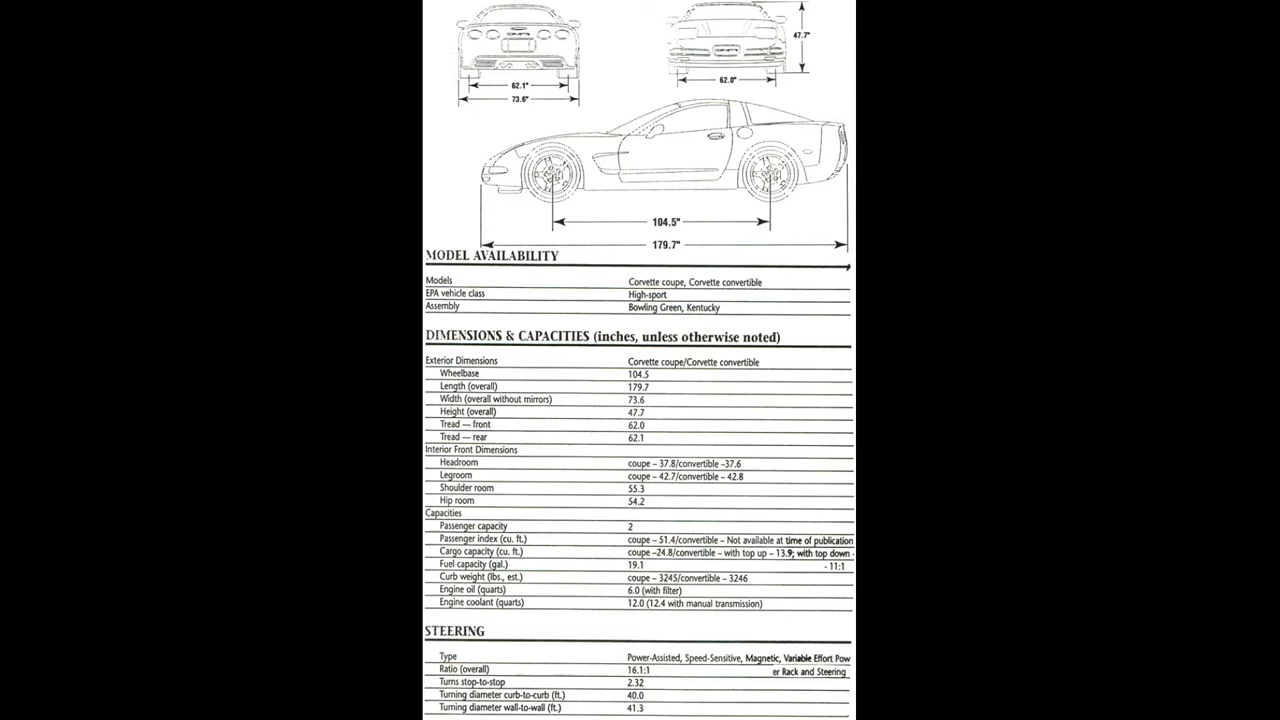 47.7"
62.1"
62.0"
73.6"
104.5"
179.7"
MODEL AVAILABILITY
Models Corvette coupe, Corvette convertible
EPA vehicle class High-sport
Assembly Bowling Green, Kentucky
DIMENSIONS & CAPACITIES (inches, unless otherwise noted)
Exterior Dimensions Corvette coupe/Corvette convertible
Wheelbase 104.5
Length (overall) 179.7
Width (overall without mirrors) 73.6
Height (overall) 47.7
Tread — front 62.0
Tread — rear 62.1
Interior Front Dimensions
Headroom coupe – 37.8/convertible –37.6
Legroom coupe – 42.7/convertible – 42.8
Shoulder room 55.3
Hip room 54.2
Capacities
Passenger capacity 2
Passenger index (cu. ft.) coupe – 51.4/convertible – Not available at time of publication
Cargo capacity (cu. ft.) coupe –24.8/convertible – with top up – 13.9; with top down -
Fuel capacity (gal.) 19.1 - 11:1
Curb weight (lbs., est.) coupe – 3245/convertible – 3246
Engine oil (quarts) 6.0 (with filter)
Engine coolant (quarts) 12.0 (12.4 with manual transmission)
STEERING
Type Power-Assisted, Speed-Sensitive, Magnetic, Variable Effort Pow
Ratio (overall) 16.1:1 er Rack and Steering
Turns stop-to-stop 2.32
Turning diameter curb-to-curb (ft.) 40.0
Turning diameter wall-to-wall (ft.) 41.3